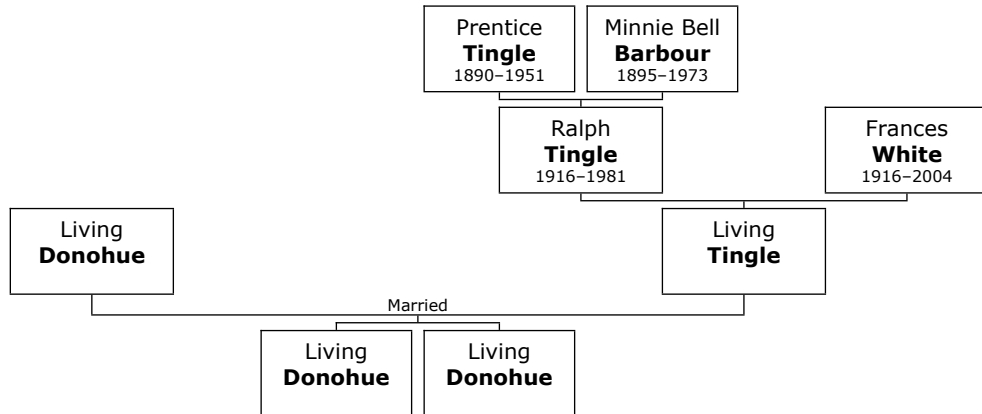 Prentice
Tingle
1890–1951
Minnie Bell
Barbour
1895–1973
Ralph
Tingle
1916–1981
Frances
White
1916–2004
Living
Donohue
Living
Tingle
Married
Living
Donohue
Living
Donohue